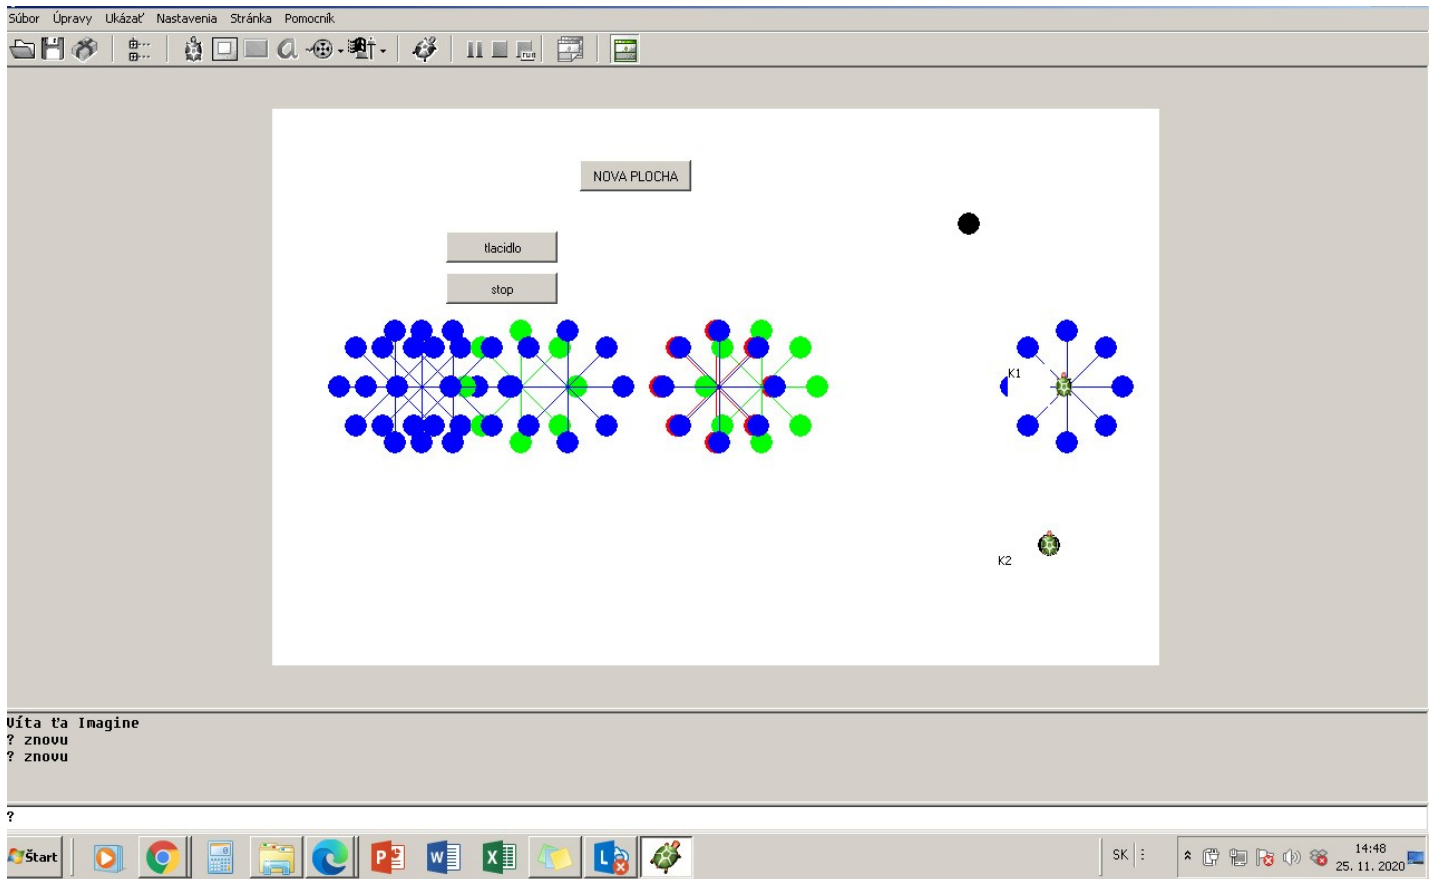 Súbor Úpravy Ukázať Nastavenia Stránka Pomocník
run
NOVA PLOCHA
tlacidlo
stop
K1
K2
Víta ťa Imagine
? znovu
? znovu
?
Štart
SK
14:48
25. 11. 2020